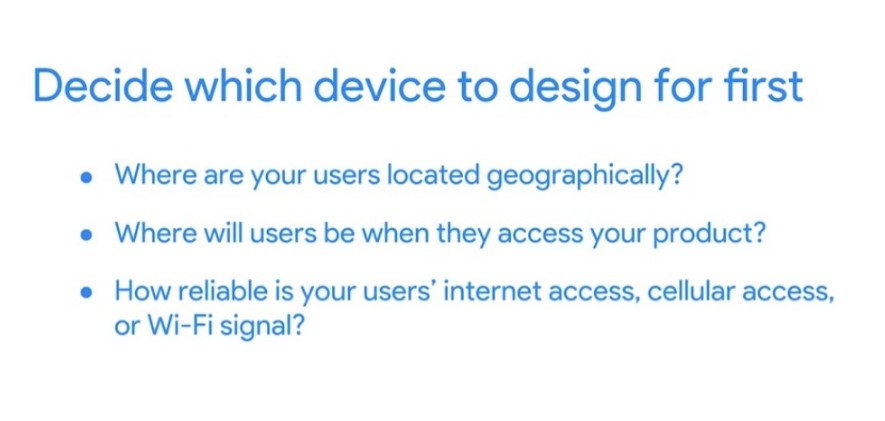 Decide which device to design for first
● Where are your users located geographically?
● Where will users be when they access your product?
● How reliable is your users’ internet access, cellular access,
or Wi-Fi signal?